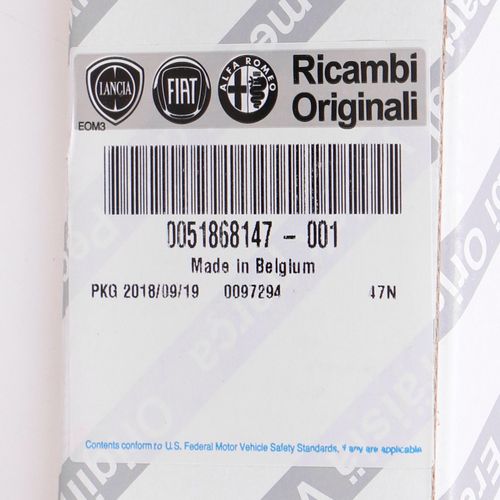 LANCIA FIAT ALFA ROMEO Ricambi
Originali
EOM3
0051868147 - 001
Made in Belgium
PKG 2018/09/19 0097294 47N
Contents conform to U.S. Federal Motor Vehicle Safety Standards, if any are applicable